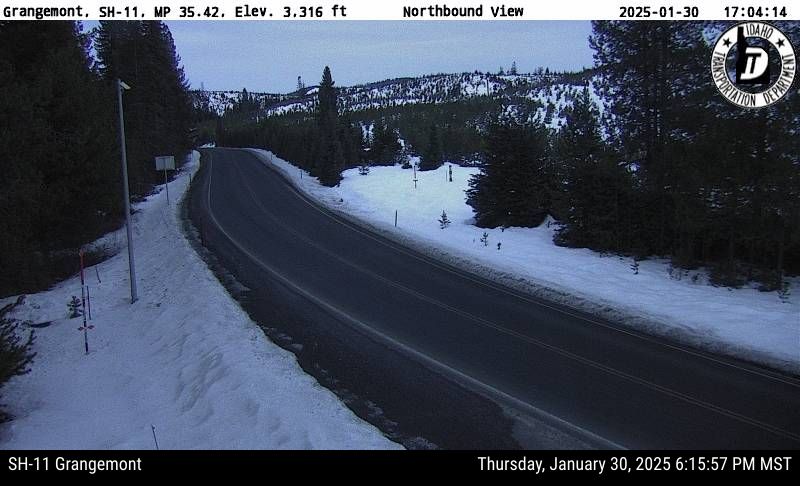 Grangemont, SH-11, MP 35.42, Elev. 3,316 ft Northbound View 2025-01-30 17:04:14
IDAHO
TRANSPORTATION DEPARTMENT
SH-11 Grangemont Thursday, January 30, 2025 6:15:57 PM MST